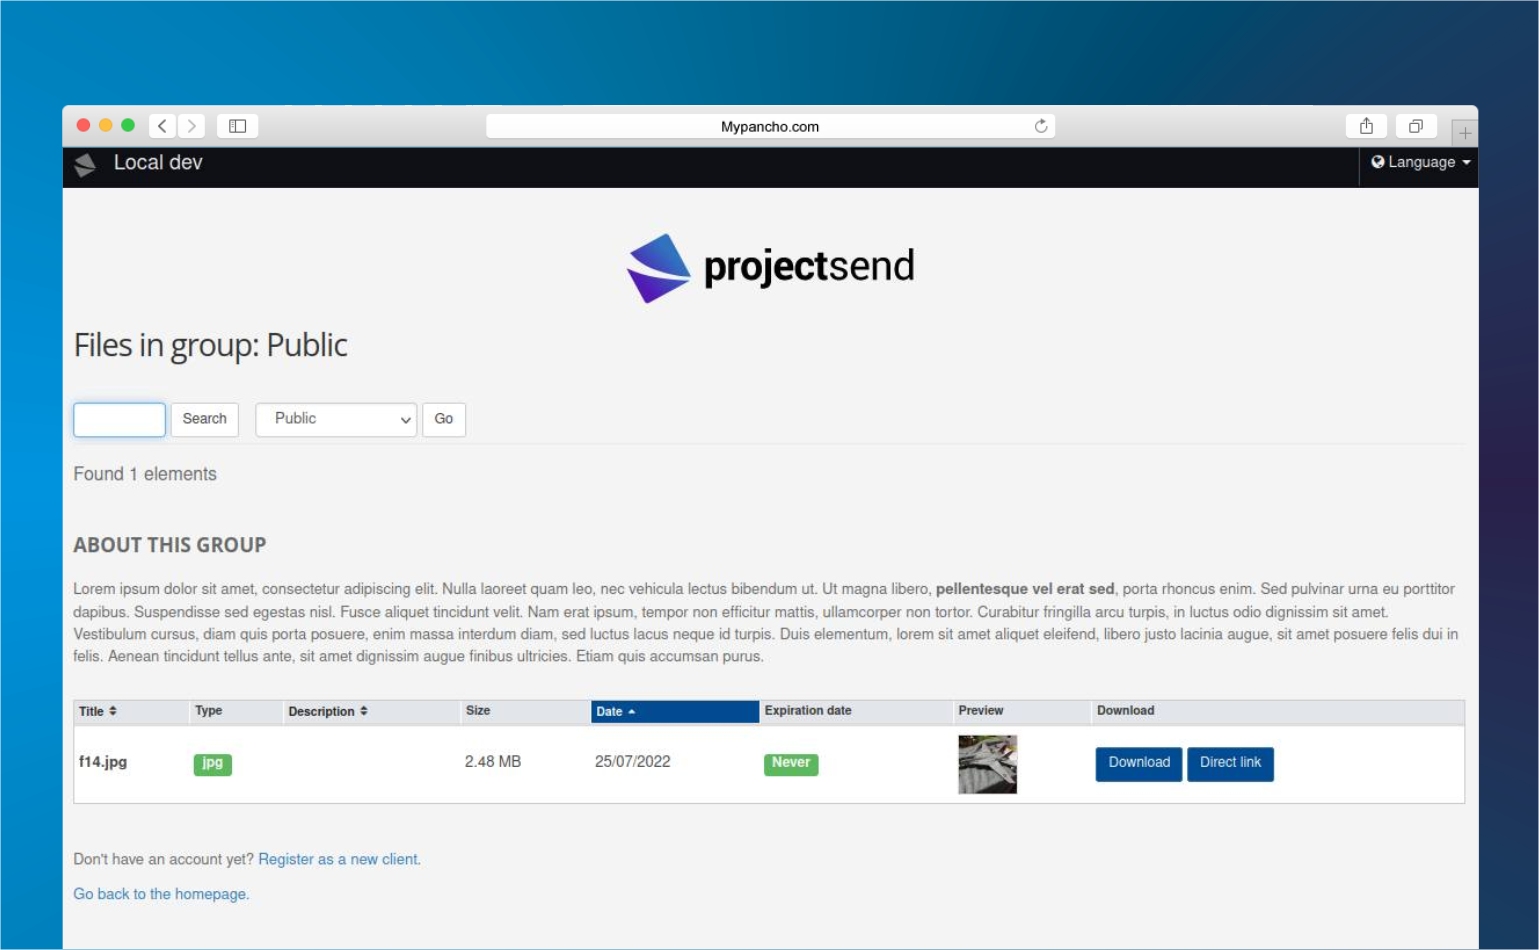 Mypancho.com
Local dev
Language
projectsend
Files in group: Public
Search
Public
Go
Found 1 elements
ABOUT THIS GROUP
Lorem ipsum dolor sit amet, consectetur adipiscing elit. Nulla laoreet quam leo, nec vehicula lectus bibendum ut. Ut magna libero, pellentesque vel erat sed, porta rhoncus enim. Sed pulvinar urna eu porttitor
dapibus. Suspendisse sed egestas nisl. Fusce aliquet tincidunt velit. Nam erat ipsum, tempor non efficitur mattis, ullamcorper non tortor. Curabitur fringilla arcu turpis, in luctus odio dignissim sit amet.
Vestibulum cursus, diam quis porta posuere, enim massa interdum diam, sed luctus lacus neque id turpis. Duis elementum, lorem sit amet aliquet eleifend, libero justo lacinia augue, sit amet posuere felis dui in
felis. Aenean tincidunt tellus ante, sit amet dignissim augue finibus ultricies. Etiam quis accumsan purus.
Title Type Description Size Date Expiration date Preview Download
f14.jpg jpg 2.48 MB 25/07/2022 Never Download Direct link
Don't have an account yet? Register as a new client.
Go back to the homepage.